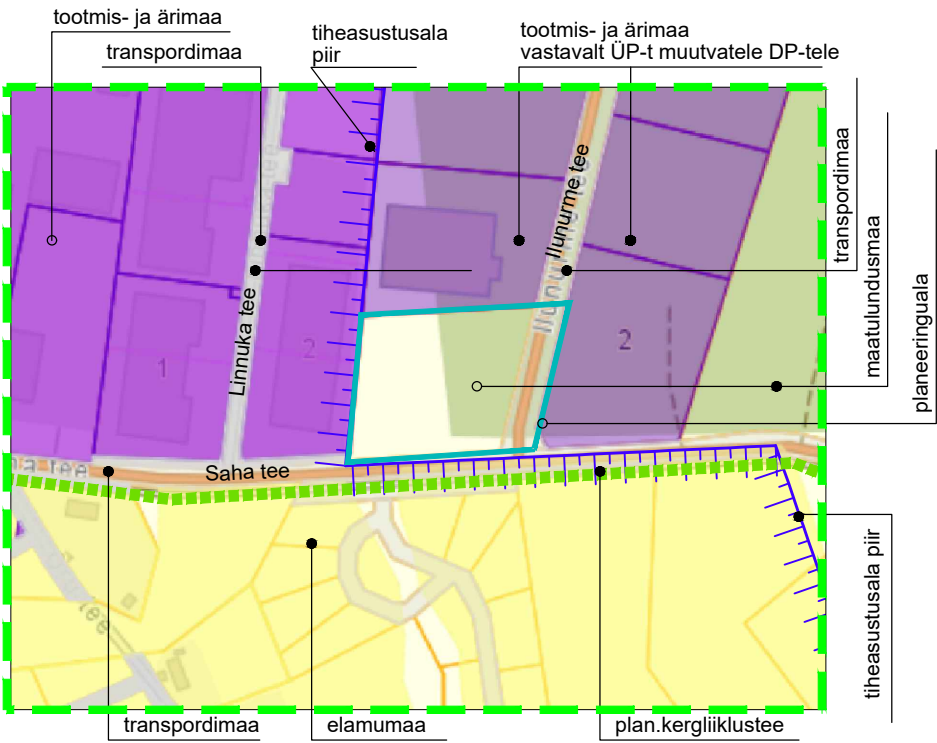 tootmis- ja ärimaa
transpordimaa
tiheasustusala
piir
tootmis- ja ärimaa
vastavalt ÜP-t muutvatele DP-tele
transpordimaa
maatulundusmaa
planeeringuala
Ilunurme tee
Linnuka tee
1
2
2
Saha tee
tiheasustusala piir
transpordimaa
elamumaa
plan.kergliiklustee